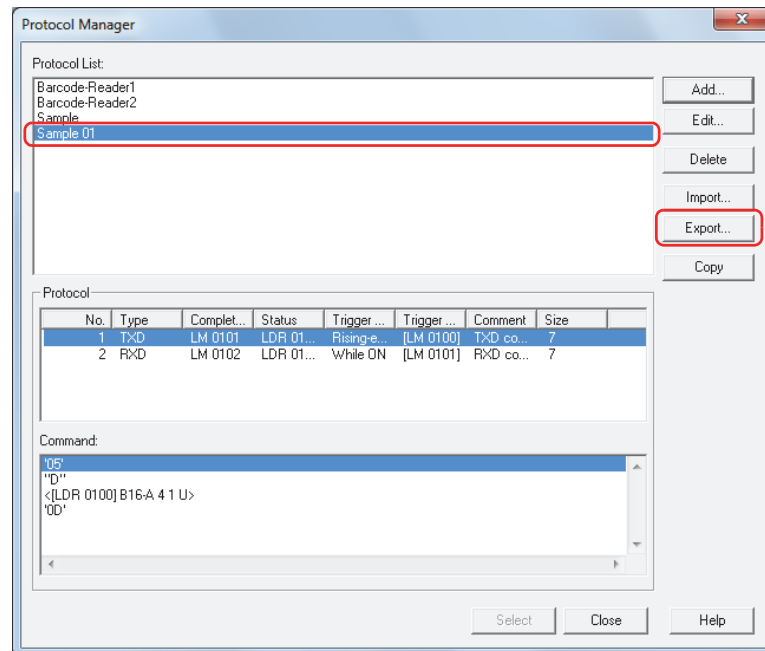 Protocol Manager
Protocol List:
Barcode-Reader1
Barcode-Reader2
Sample
Sample 01
Add...
Edit...
Delete
Import...
Export...
Copy
Protocol
No. Type Complet... Status Trigger ... Trigger ... Comment Size
1 TXD LM 0101 LDR 01... Rising-e... [LM 0100] TXD co... 7
2 RXD LM 0102 LDR 01... While ON [LM 0101] RXD co... 7
Command:
'05'
"D"
<[LDR 0100] B16-A 4 1 U>
'0D'
Select Close Help